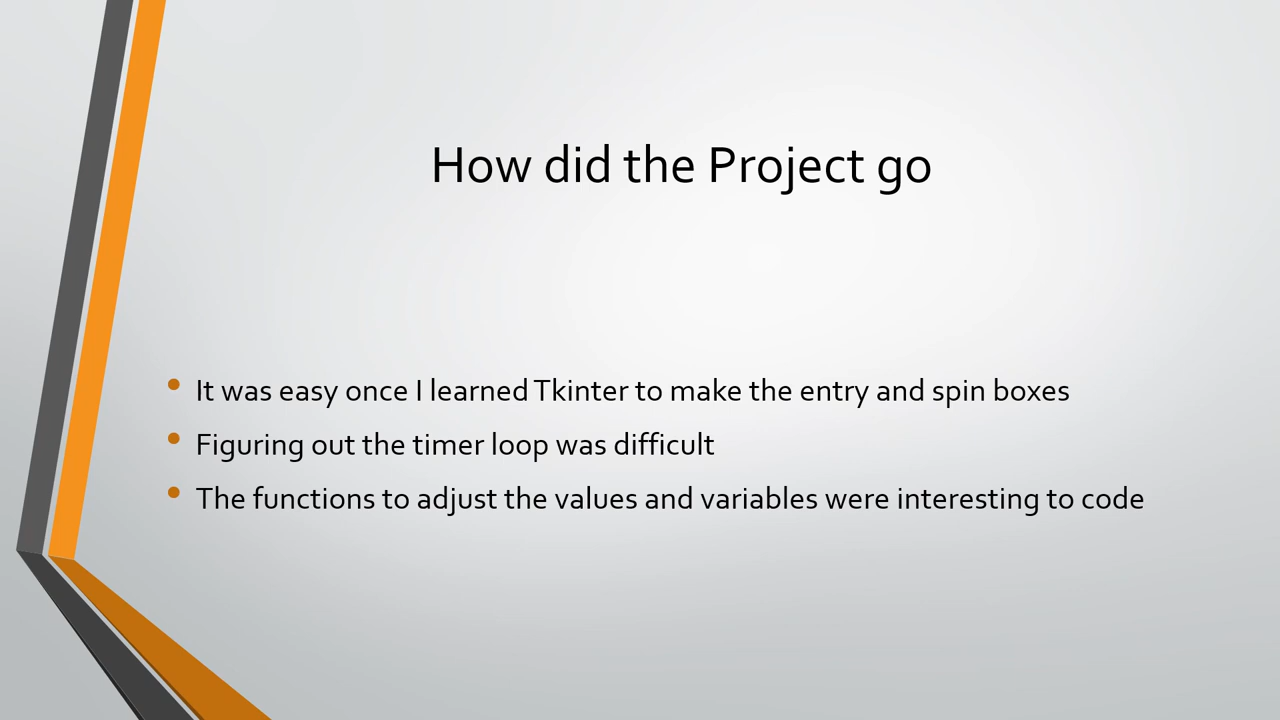 How did the Project go
• It was easy once I learned Tkinter to make the entry and spin boxes
• Figuring out the timer loop was difficult
• The functions to adjust the values and variables were interesting to code